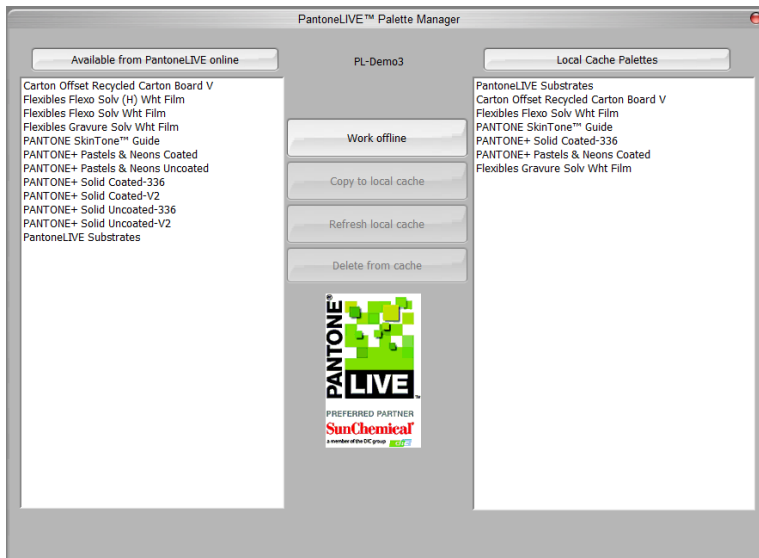 PantoneLIVE™ Palette Manager
Available from PantoneLIVE online
PL-Demo3
Local Cache Palettes
Carton Offset Recycled Carton Board V
Flexibles Flexo Solv (H) Wht Film
Flexibles Flexo Solv Wht Film
Flexibles Gravure Solv Wht Film
PANTONE SkinTone™ Guide
PANTONE+ Pastels & Neons Coated
PANTONE+ Pastels & Neons Uncoated
PANTONE+ Solid Coated-336
PANTONE+ Solid Coated-V2
PANTONE+ Solid Uncoated-336
PANTONE+ Solid Uncoated-V2
PantoneLIVE Substrates
Work offline
Copy to local cache
Refresh local cache
Delete from cache
PANTONE®
LIVE™
PREFERRED PARTNER
SunChemical®
a member of the DIC group
PantoneLIVE Substrates
Carton Offset Recycled Carton Board V
Flexibles Flexo Solv Wht Film
PANTONE SkinTone™ Guide
PANTONE+ Solid Coated-336
PANTONE+ Pastels & Neons Coated
Flexibles Gravure Solv Wht Film